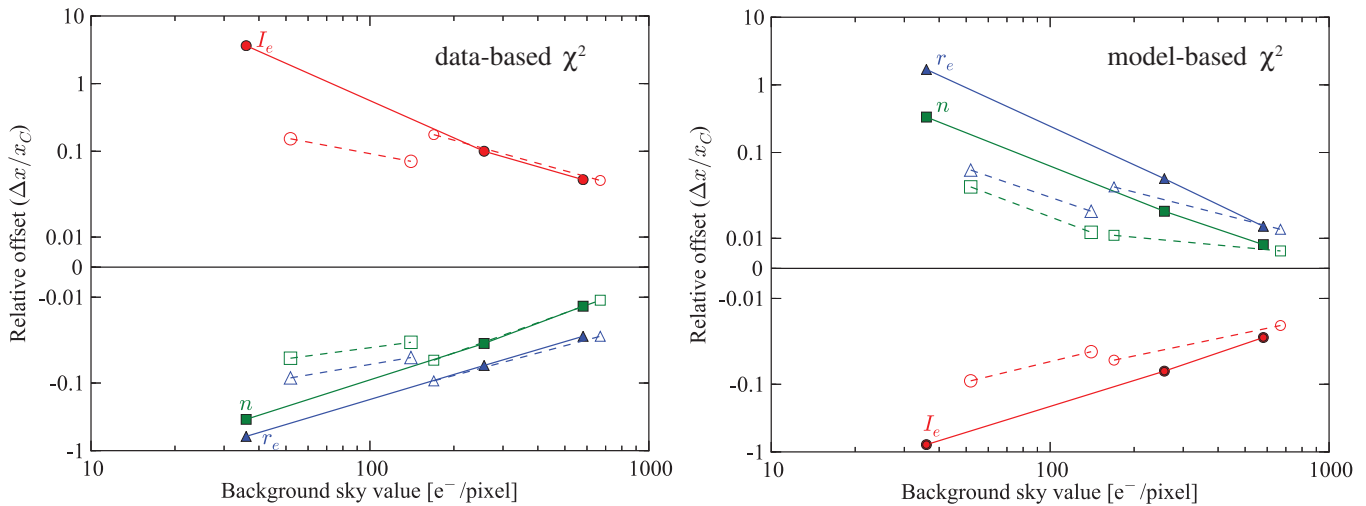 data-based χ²
I_e
10
1
0.1
0.01
0
-0.01
-0.1
-1
Relative offset (Δx/x_C)
n
r_e
10
100
1000
Background sky value [e⁻/pixel]
model-based χ²
r_e
n
10
1
0.1
0.01
0
-0.01
-0.1
-1
Relative offset (Δx/x_C)
I_e
10
100
1000
Background sky value [e⁻/pixel]